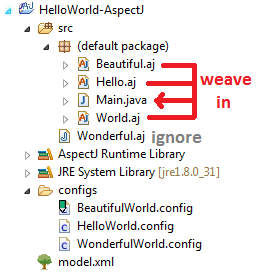 HelloWorld-AspectJ
src
(default package)
Beautiful.aj
Hello.aj
Main.java
World.aj
weave
in
Wonderful.aj ignore
AspectJ Runtime Library
JRE System Library [jre1.8.0_31]
configs
BeautifulWorld.config
HelloWorld.config
WonderfulWorld.config
model.xml